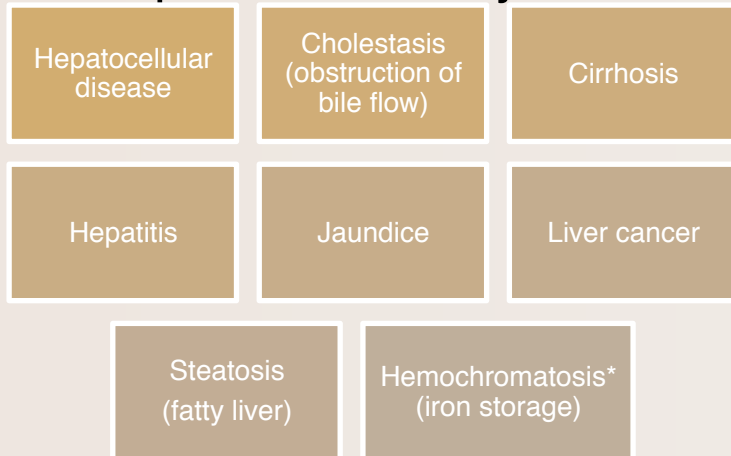 Hepatocellular
disease
Cholestasis
(obstruction of
bile flow)
Cirrhosis
Hepatitis
Jaundice
Liver cancer
Steatosis
(fatty liver)
Hemochromatosis*
(iron storage)